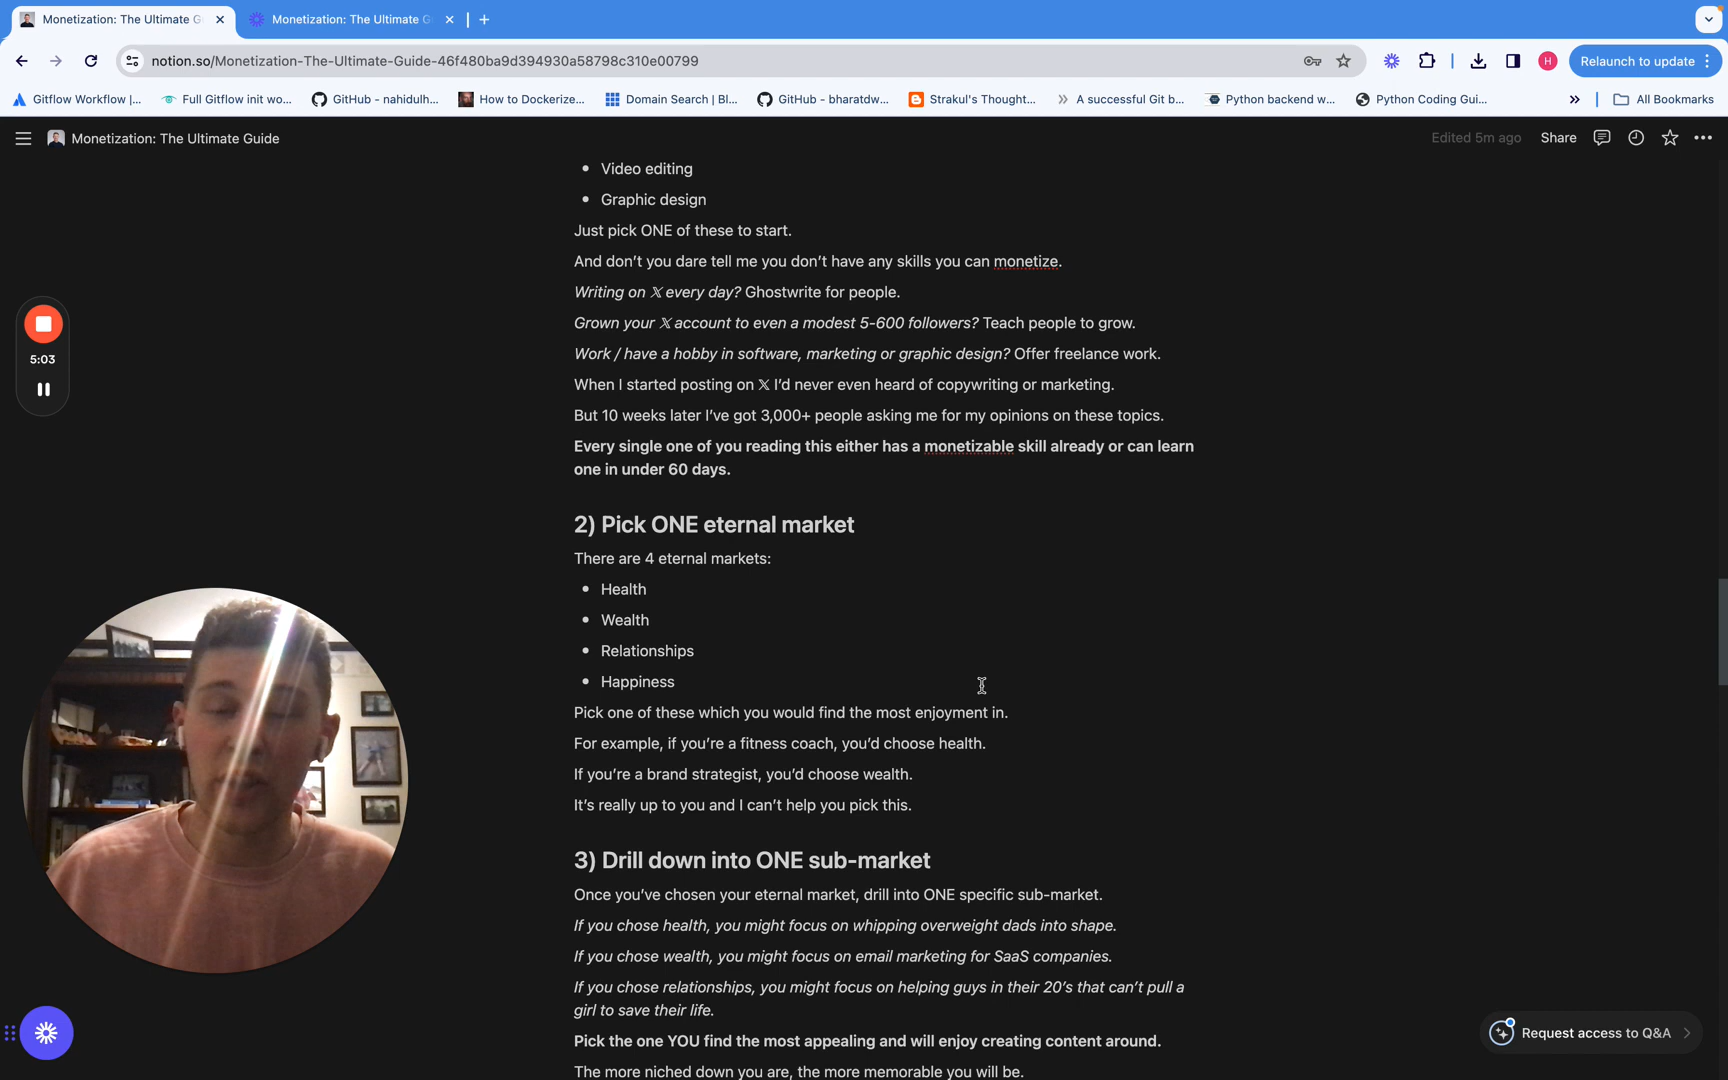 Monetization: The Ultimate G
Monetization: The Ultimate G
notion.so/Monetization-The-Ultimate-Guide-46f480ba9d394930a58798c310e00799
H
Relaunch to update
Gitflow Workflow |...
Full Gitflow init wo...
GitHub - nahidulh...
How to Dockerize...
Domain Search | Bl...
GitHub - bharatdw...
Strakul's Thought...
A successful Git b...
Python backend w...
Python Coding Gui...
All Bookmarks
Monetization: The Ultimate Guide
Edited 5m ago
Share
• Video editing
• Graphic design
Just pick ONE of these to start.
And don’t you dare tell me you don’t have any skills you can monetize.
Writing on 𝕏 every day? Ghostwrite for people.
Grown your 𝕏 account to even a modest 5-600 followers? Teach people to grow.
Work / have a hobby in software, marketing or graphic design? Offer freelance work.
When I started posting on 𝕏 I’d never even heard of copywriting or marketing.
But 10 weeks later I’ve got 3,000+ people asking me for my opinions on these topics.
Every single one of you reading this either has a monetizable skill already or can learn
one in under 60 days.
2) Pick ONE eternal market
There are 4 eternal markets:
• Health
• Wealth
• Relationships
• Happiness
Pick one of these which you would find the most enjoyment in.
For example, if you’re a fitness coach, you’d choose health.
If you’re a brand strategist, you’d choose wealth.
It’s really up to you and I can’t help you pick this.
3) Drill down into ONE sub-market
Once you’ve chosen your eternal market, drill into ONE specific sub-market.
If you chose health, you might focus on whipping overweight dads into shape.
If you chose wealth, you might focus on email marketing for SaaS companies.
If you chose relationships, you might focus on helping guys in their 20’s that can’t pull a
girl to save their life.
Pick the one YOU find the most appealing and will enjoy creating content around.
The more niched down you are, the more memorable you will be.
5:03
Request access to Q&A